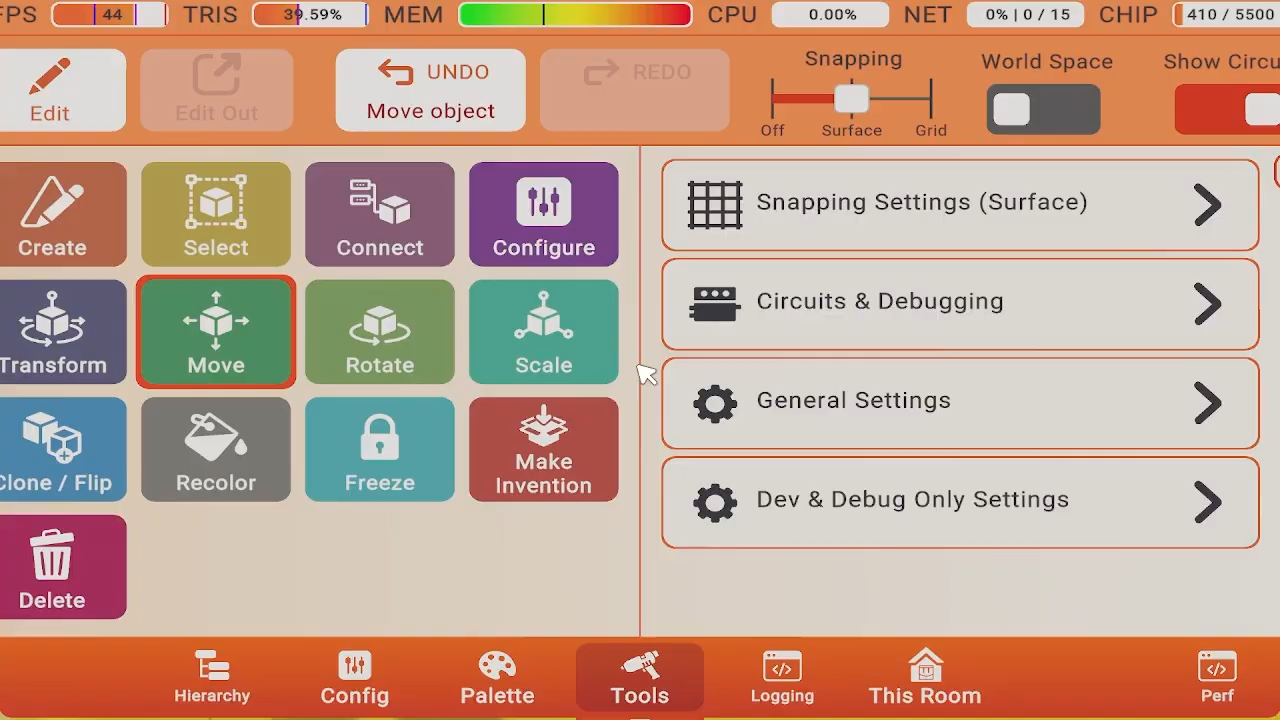 FPS 44 TRIS 39.59% MEM CPU 0.00% NET 0% | 0 / 15 CHIP 410 / 5500
Edit
Edit Out
UNDO
Move object
REDO
Snapping
Off Surface Grid
World Space
Show Circu
Create Select Connect Configure
Transform Move Rotate Scale
Clone / Flip Recolor Freeze Make
Invention
Delete
Snapping Settings (Surface)
Circuits & Debugging
General Settings
Dev & Debug Only Settings
Hierarchy Config Palette Tools Logging This Room Perf